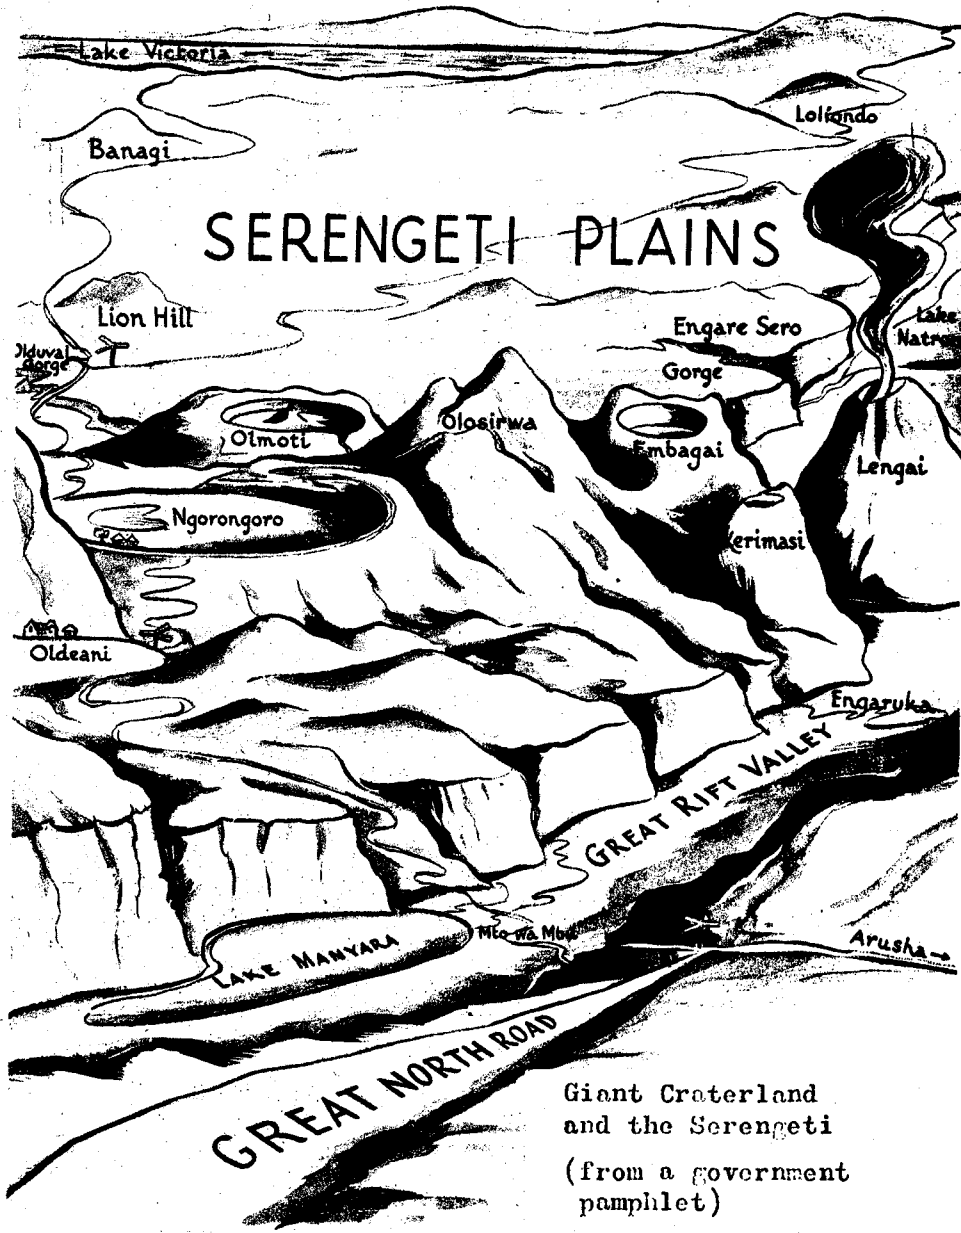 Lake Victoria
Loliondo
Banagi
SERENGETI PLAINS
Lion Hill
Engare Sero
Gorge
Lake
Olduvai
Gorge
Olmoti
Olosirwa
Embagai
Lengai
Ngorongoro
Kerimasi
Oldeani
Engaruka
GREAT RIFT VALLEY
Mto wa Mbu
LAKE MANYARA
Arusha →
GREAT NORTH ROAD
Giant Craterland
and the Serengeti
(from a government
pamphlet)